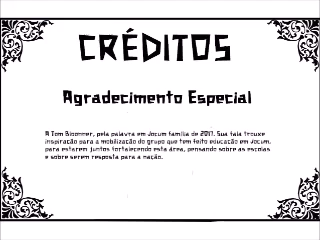 CRÉDITOS
Agradecimento Especial
A Tom Bloomer, pela palavra em Jocum família de 2017. Sua fala trouxe
inspiração para a mobilização do grupo que tem feito educação em Jocum,
para estarem juntos fortalecendo esta área, pensando sobre as escolas
e sobre serem resposta para a nação.